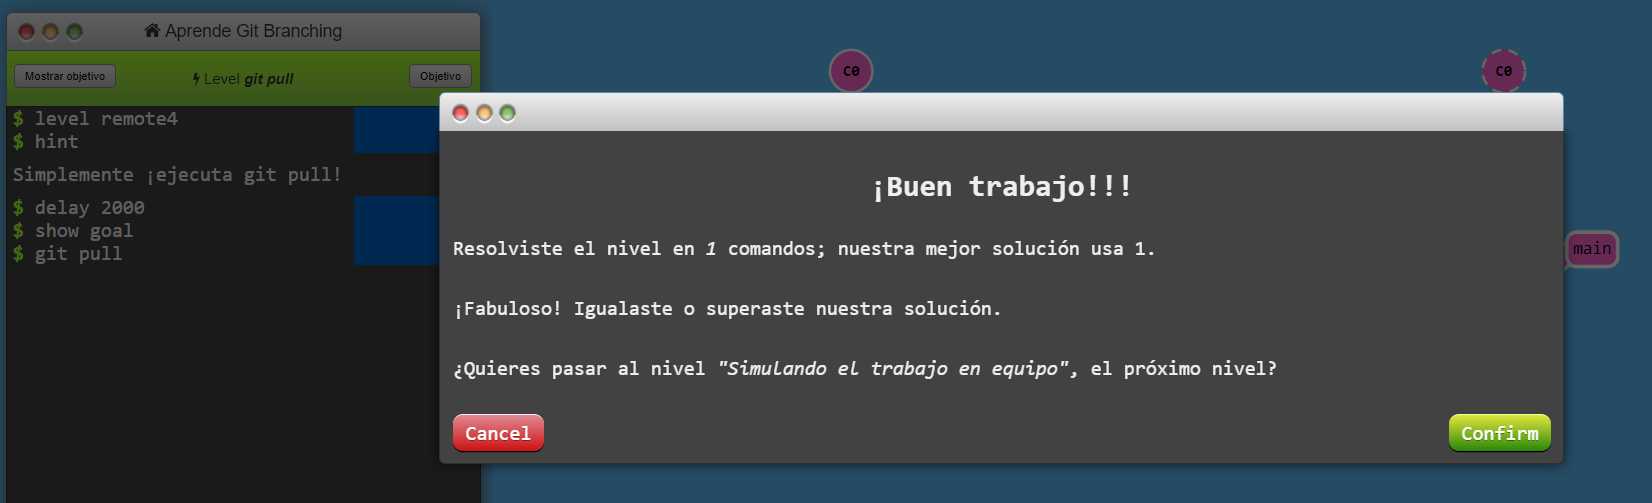 Aprende Git Branching
Mostrar objetivo
Level git pull
Objetivo
$ level remote4
$ hint
Simplemente ¡ejecuta git pull!
$ delay 2000
$ show goal
$ git pull
C0
C0
main
¡Buen trabajo!!!
Resolviste el nivel en 1 comandos; nuestra mejor solución usa 1.
¡Fabuloso! Igualaste o superaste nuestra solución.
¿Quieres pasar al nivel "Simulando el trabajo en equipo", el próximo nivel?
Cancel
Confirm